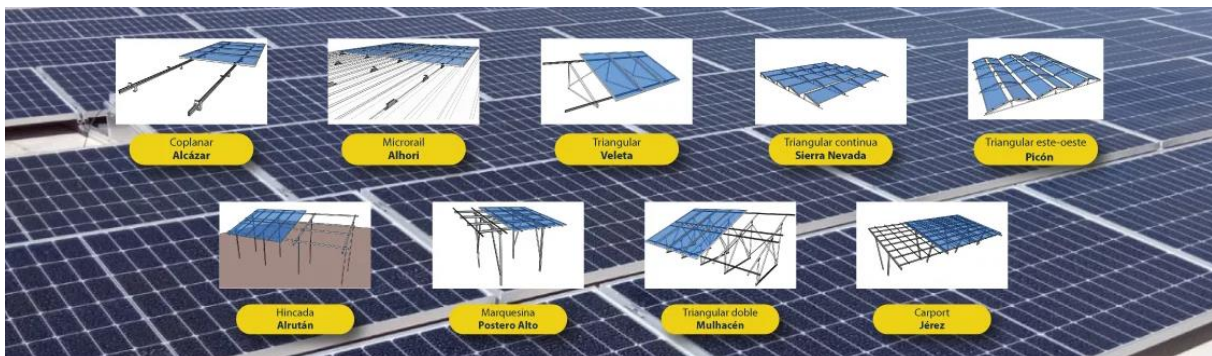 Coplanar
Alcázar
Microrail
Alhori
Triangular
Veleta
Triangular continua
Sierra Nevada
Triangular este-oeste
Picón
Hincada
Alrután
Marquesina
Postero Alto
Triangular doble
Mulhacén
Carport
Jérez